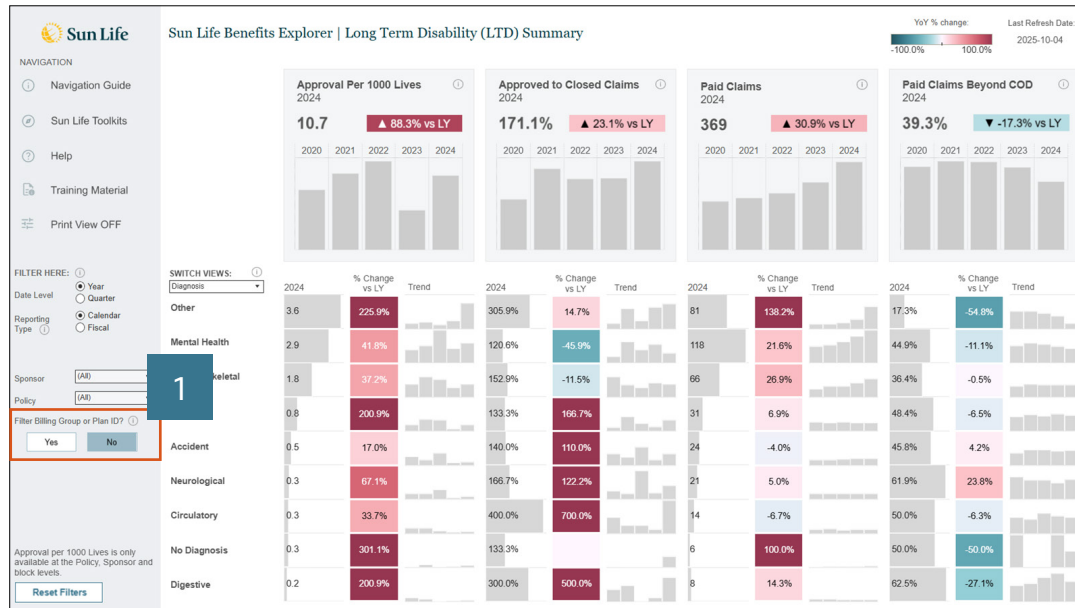 Sun Life
Sun Life Benefits Explorer | Long Term Disability (LTD) Summary
YoY % change:
-100.0% 100.0%
Last Refresh Date:
2025-10-04
NAVIGATION
Navigation Guide
Sun Life Toolkits
Help
Training Material
Print View OFF
FILTER HERE:
Date Level
Year
Quarter
Reporting Type
Calendar
Fiscal
Sponsor (All)
Policy (All)
1
Filter Billing Group or Plan ID?
Yes No
Approval per 1000 Lives is only
available at the Policy, Sponsor and
block levels.
Reset Filters
Approval Per 1000 Lives
2024
10.7 ▲ 88.3% vs LY
2020 2021 2022 2023 2024
Approved to Closed Claims
2024
171.1% ▲ 23.1% vs LY
2020 2021 2022 2023 2024
Paid Claims
2024
369 ▲ 30.9% vs LY
2020 2021 2022 2023 2024
Paid Claims Beyond COD
2024
39.3% ▼ -17.3% vs LY
2020 2021 2022 2023 2024
SWITCH VIEWS:
Diagnosis
2024 % Change vs LY Trend 2024 % Change vs LY Trend 2024 % Change vs LY Trend 2024 % Change vs LY Trend
Other 3.6 225.9% 305.9% 14.7% 81 138.2% 17.3% -54.8%
Mental Health 2.9 41.8% 120.6% -45.9% 118 21.6% 44.9% -11.1%
keletal 1.8 37.2% 152.9% -11.5% 66 26.9% 36.4% -0.5%
0.8 200.9% 133.3% 166.7% 31 6.9% 48.4% -6.5%
Accident 0.5 17.0% 140.0% 110.0% 24 -4.0% 45.8% 4.2%
Neurological 0.3 67.1% 166.7% 122.2% 21 5.0% 61.9% 23.8%
Circulatory 0.3 33.7% 400.0% 700.0% 14 -6.7% 50.0% -6.3%
No Diagnosis 0.3 301.1% 133.3% 6 100.0% 50.0% -50.0%
Digestive 0.2 200.9% 300.0% 500.0% 8 14.3% 62.5% -27.1%